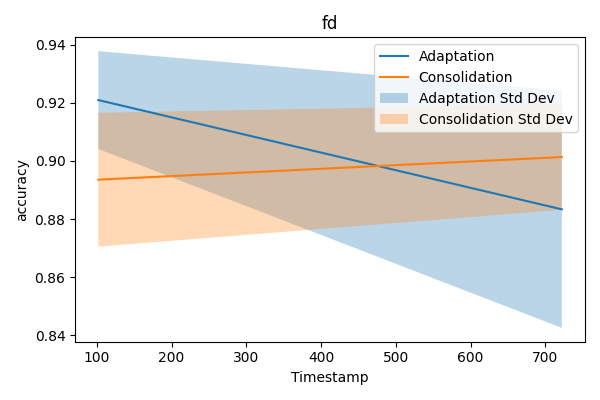 fd
Adaptation
Consolidation
Adaptation Std Dev
Consolidation Std Dev
accuracy
0.94
0.92
0.90
0.88
0.86
0.84
100 200 300 400 500 600 700
Timestamp